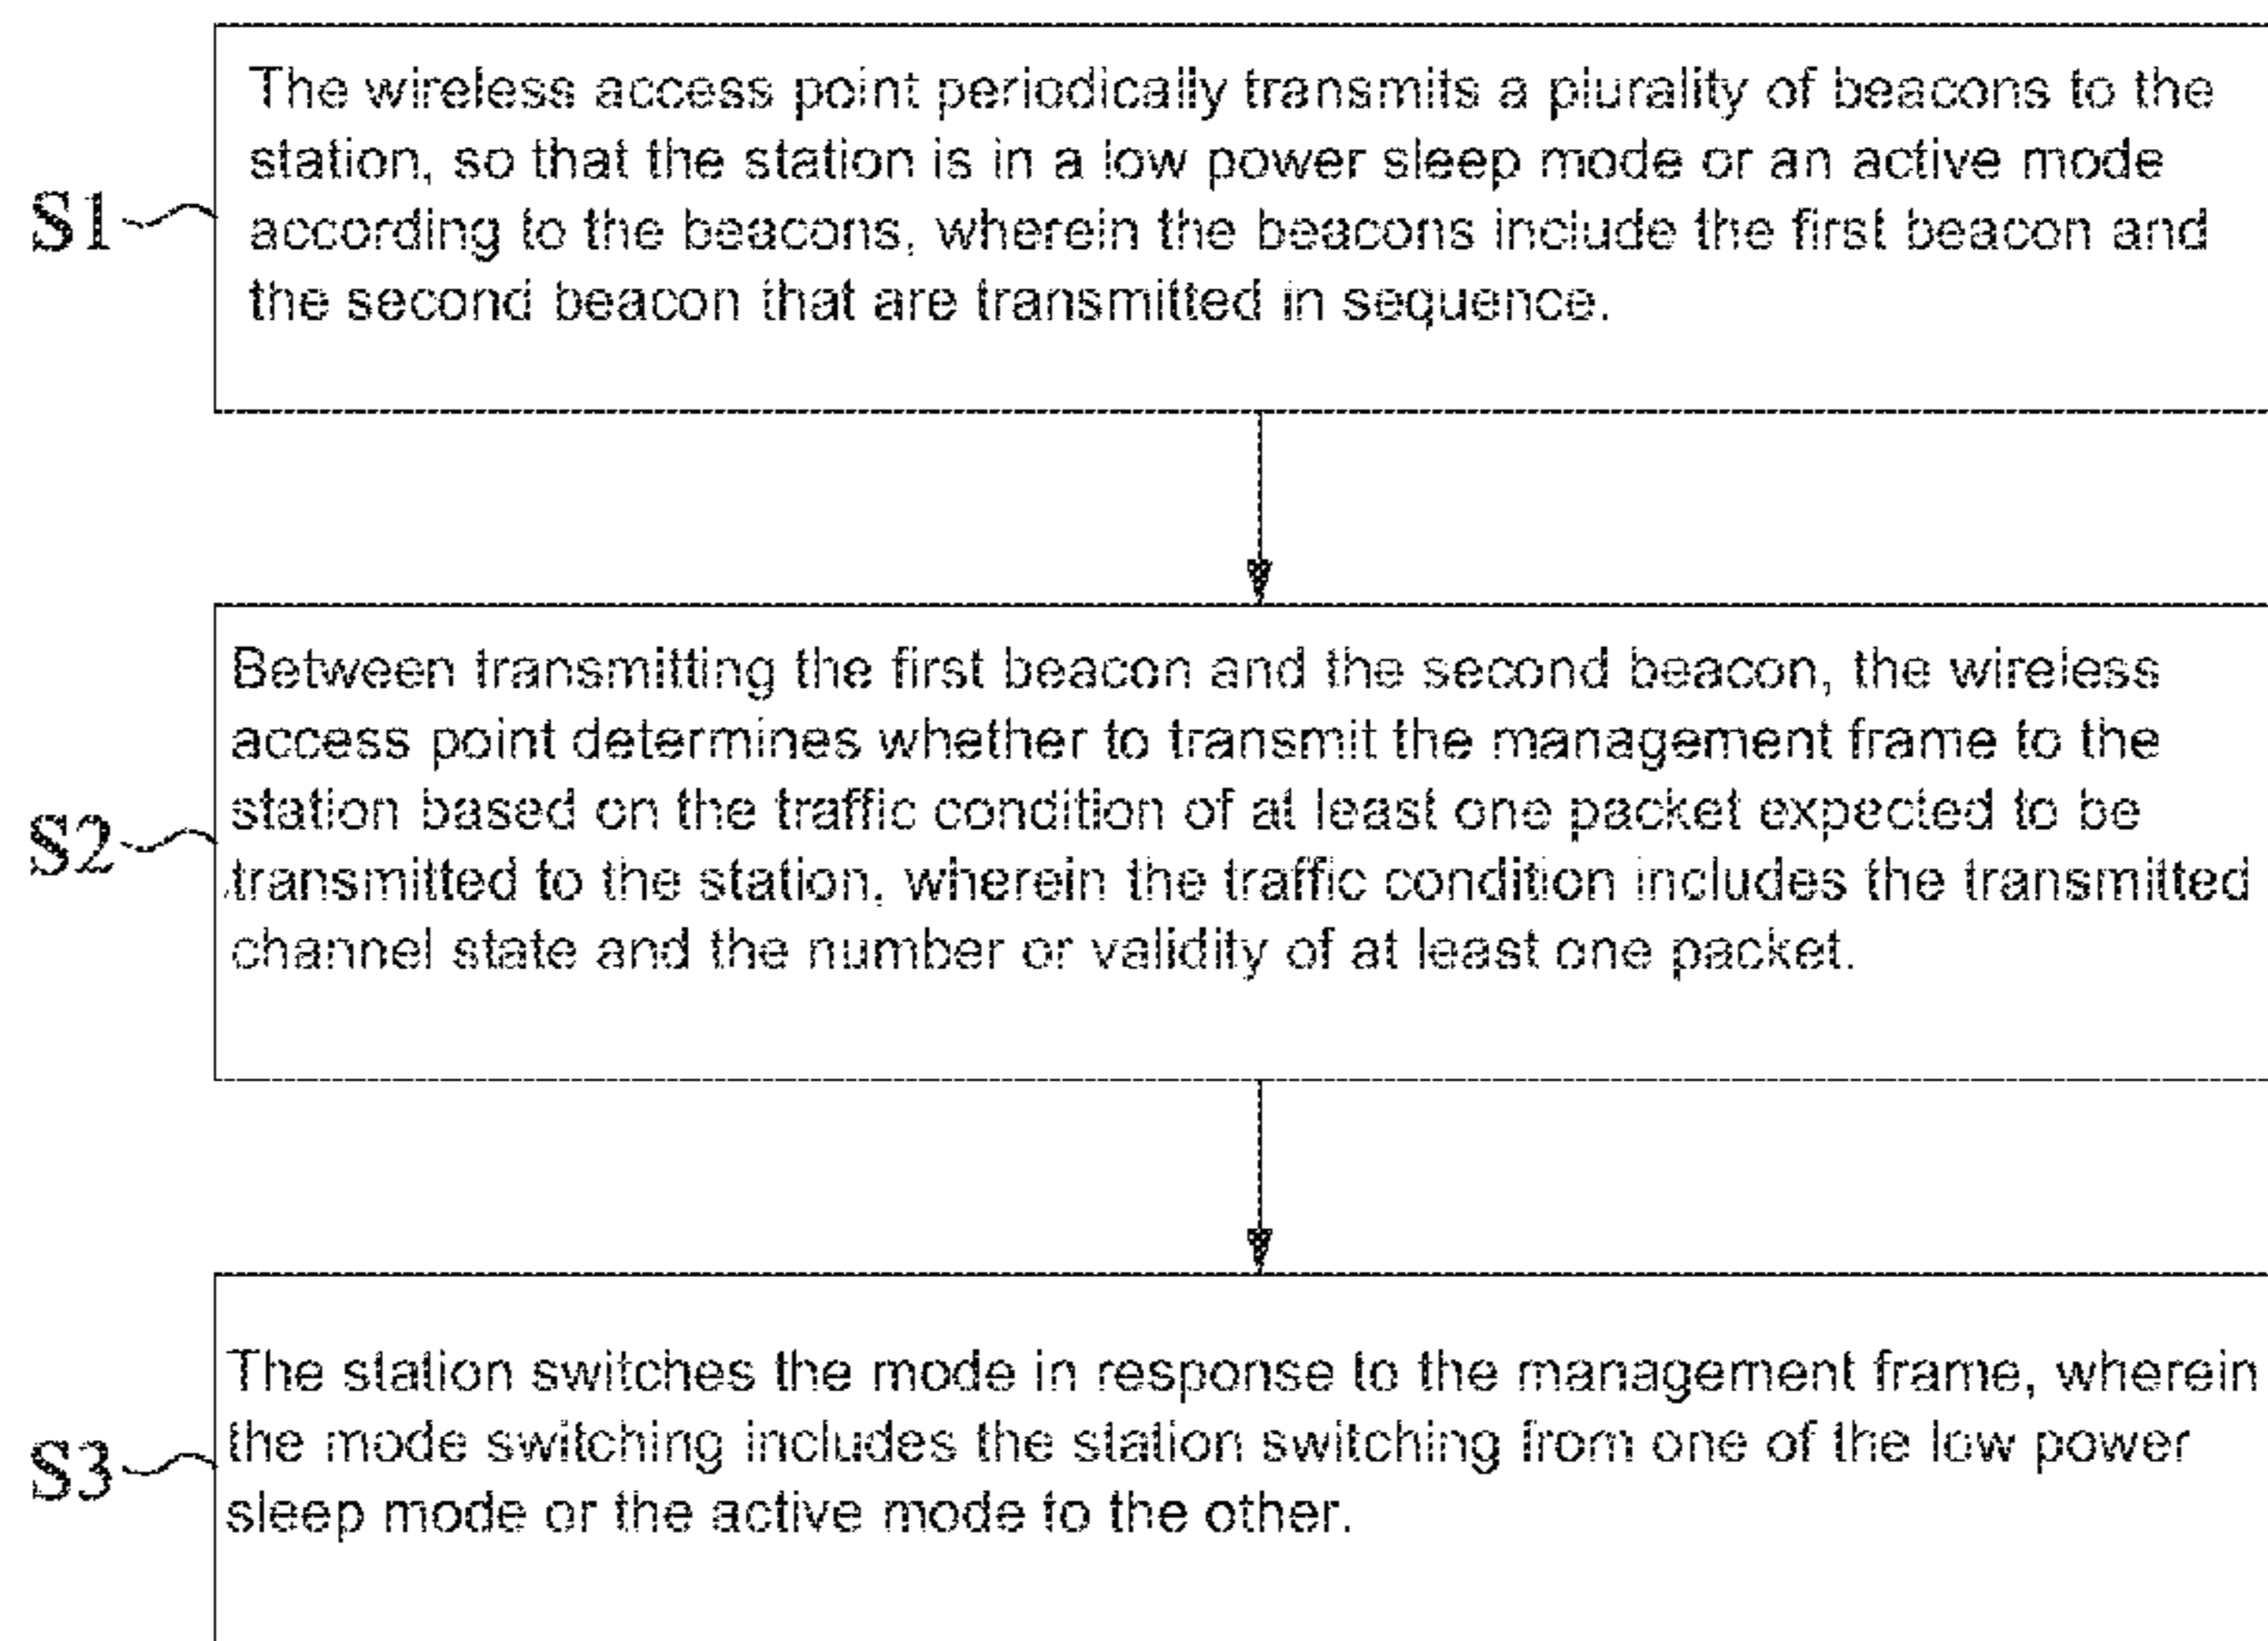 The wireless access point periodically transmits a plurality of beacons to the
station, so that the station is in a low power sleep mode or an active mode
S1
according to the beacons, wherein the beacons include the first beacon and
the second beacon that are transmitted in sequence.
Between transmitting the first beacon and the second beacon, the wireless
access point determines whether to transmit the management frame to the
station based on the traffic condition of at least one packet expected to be
S2
transmitted to the station, wherein the traffic condition includes the transmitted
channel state and the number or validity of at least one packet.
The station switches the mode in response to the management frame, wherein
the mode switching includes the station switching from one of the low power
S3
sleep mode or the active mode to the other.